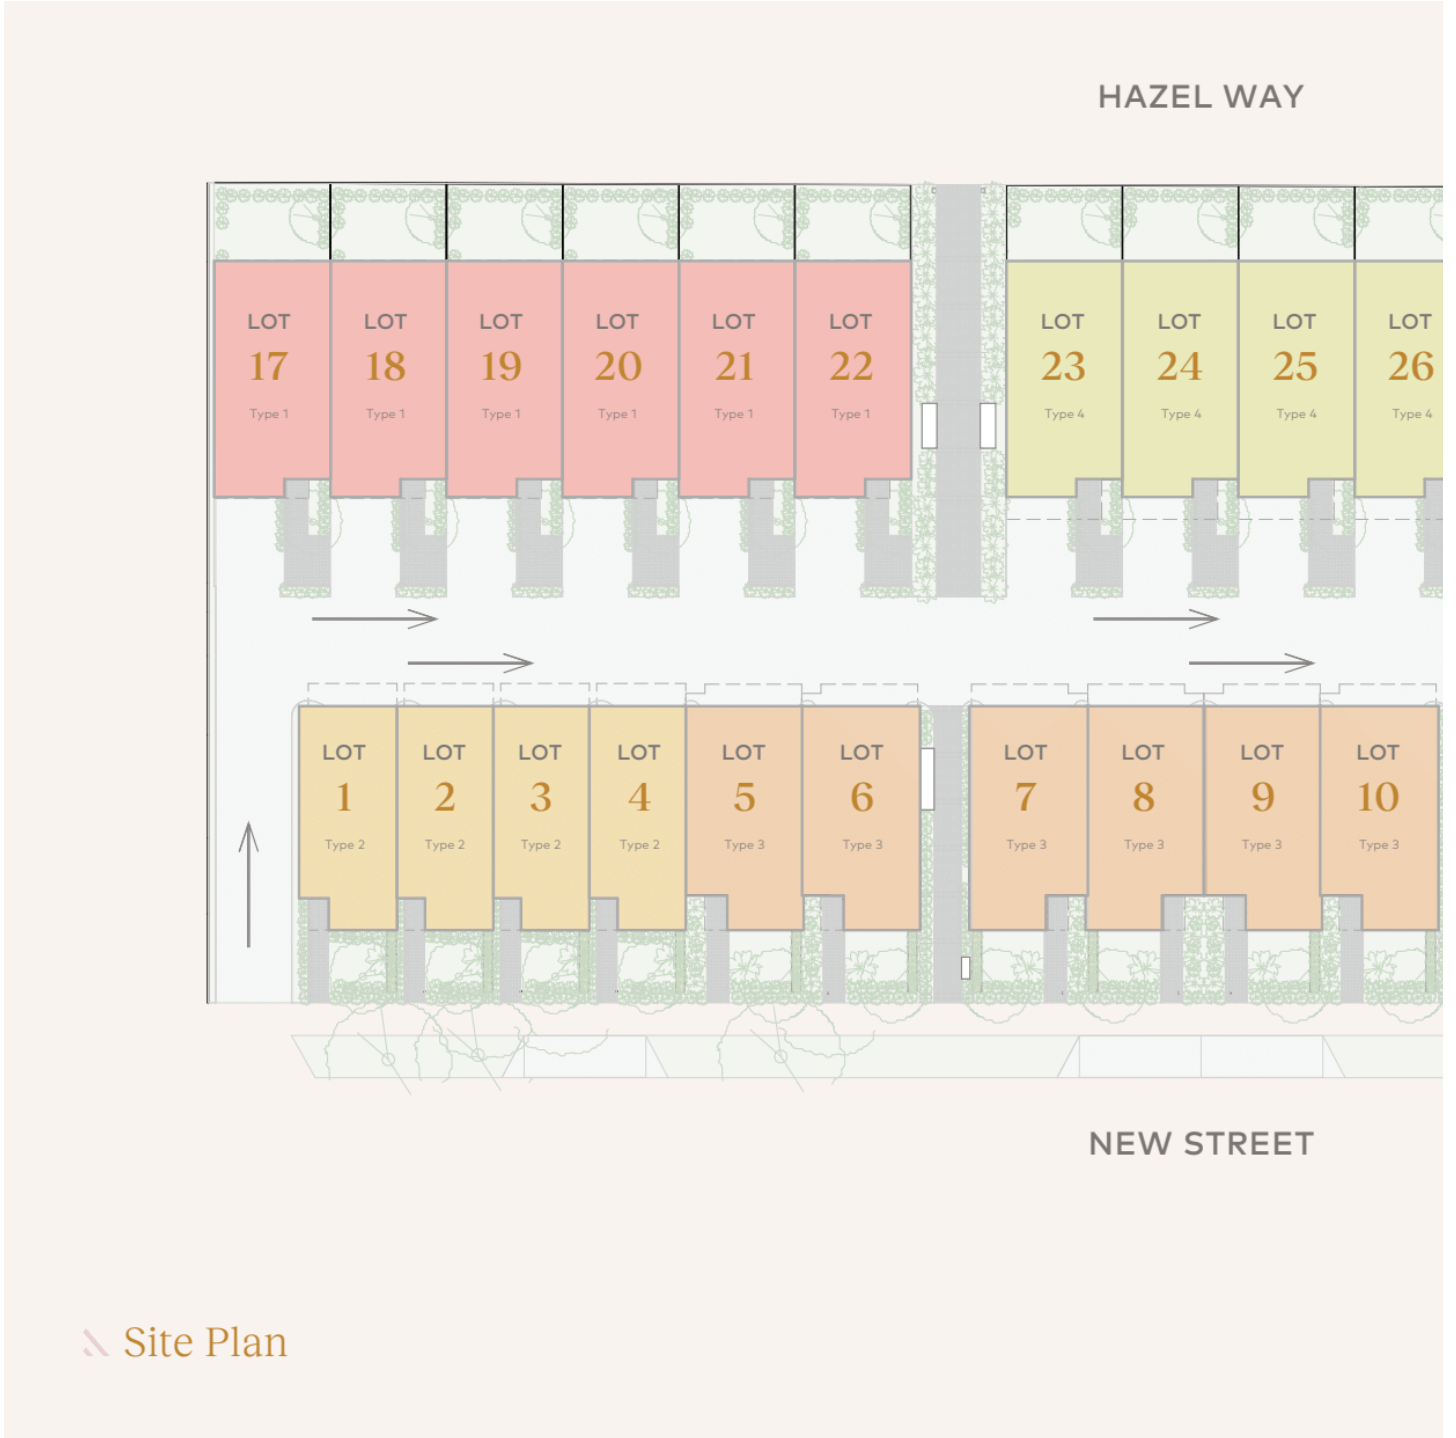 HAZEL WAY
LOT LOT LOT LOT LOT LOT LOT LOT LOT LOT
17 18 19 20 21 22 23 24 25 26
Type 1 Type 1 Type 1 Type 1 Type 1 Type 1 Type 4 Type 4 Type 4 Type 4
LOT LOT LOT LOT LOT LOT LOT LOT LOT LOT
1 2 3 4 5 6 7 8 9 10
Type 2 Type 2 Type 2 Type 2 Type 3 Type 3 Type 3 Type 3 Type 3 Type 3
NEW STREET
Site Plan